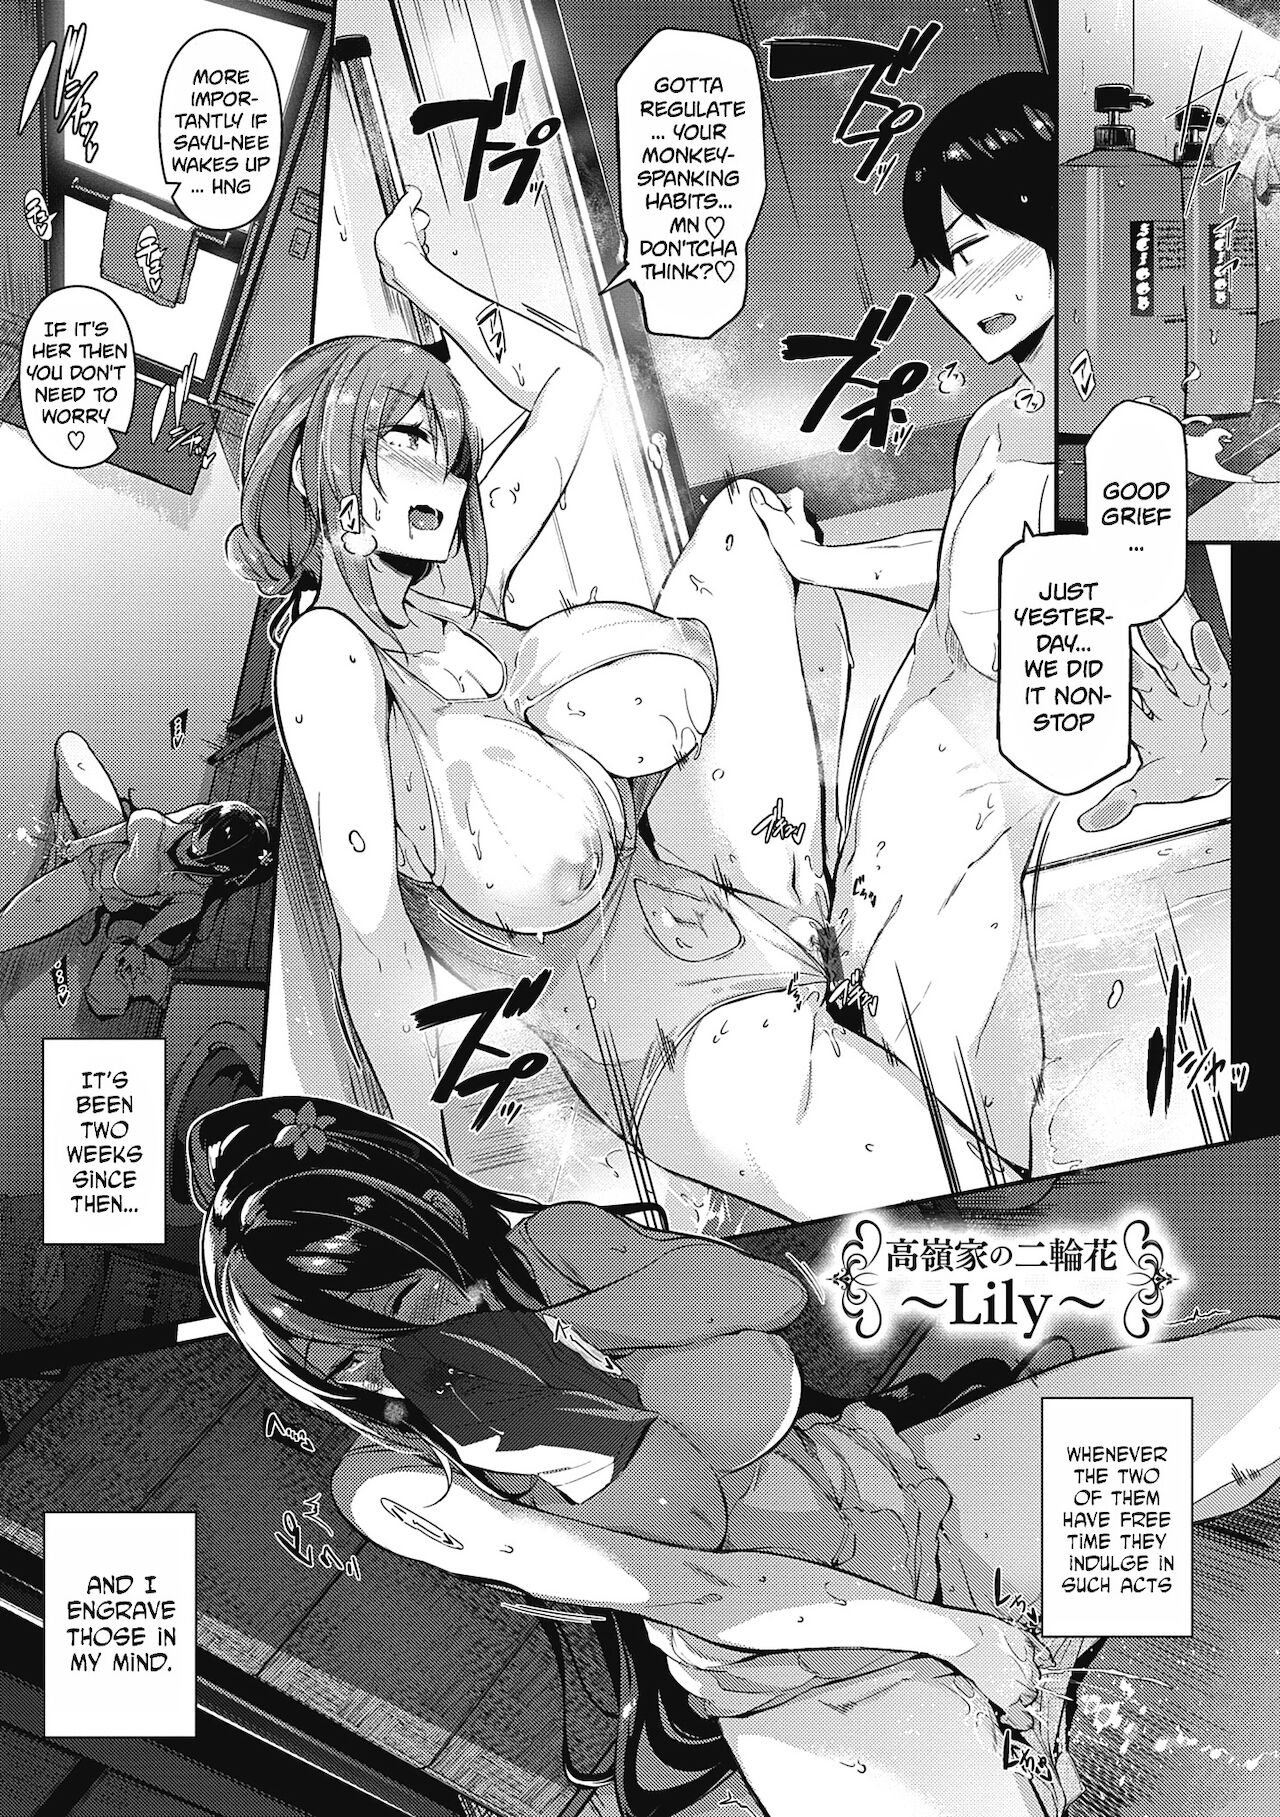 GOOD
GRIEF
...
JUST
YESTER-
DAY...
WE DID
IT NON-
STOP
GOTTA
REGULATE
... YOUR
MONKEY-
SPANKING
HABITS...
MN ♡
DON'TCHA
THINK?♡
MORE
IMPOR-
TANTLY IF
SAYU-NEE
WAKES UP
... HNG
IF IT'S
HER THEN
YOU DON'T
NEED TO
WORRY
♡
IT'S
BEEN
TWO
WEEKS
SINCE
THEN...
高嶺家の二輪花
～Lily～
WHENEVER
THE TWO
OF THEM
HAVE FREE
TIME THEY
INDULGE IN
SUCH ACTS
AND I
ENGRAVE
THOSE IN
MY MIND.